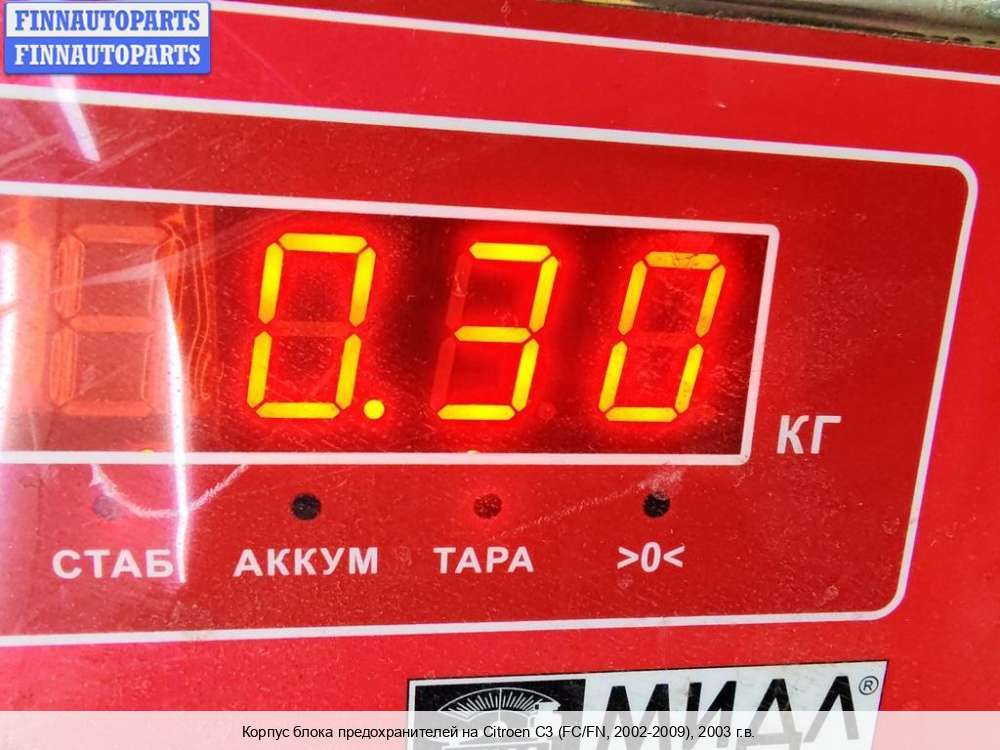 FINNAUTOPARTS
FINNAUTOPARTS
0.30
КГ
СТАБ АККУМ ТАРА >0<
МИДЛ®
Корпус блока предохранителей на Citroen C3 (FC/FN, 2002-2009), 2003 г.в.